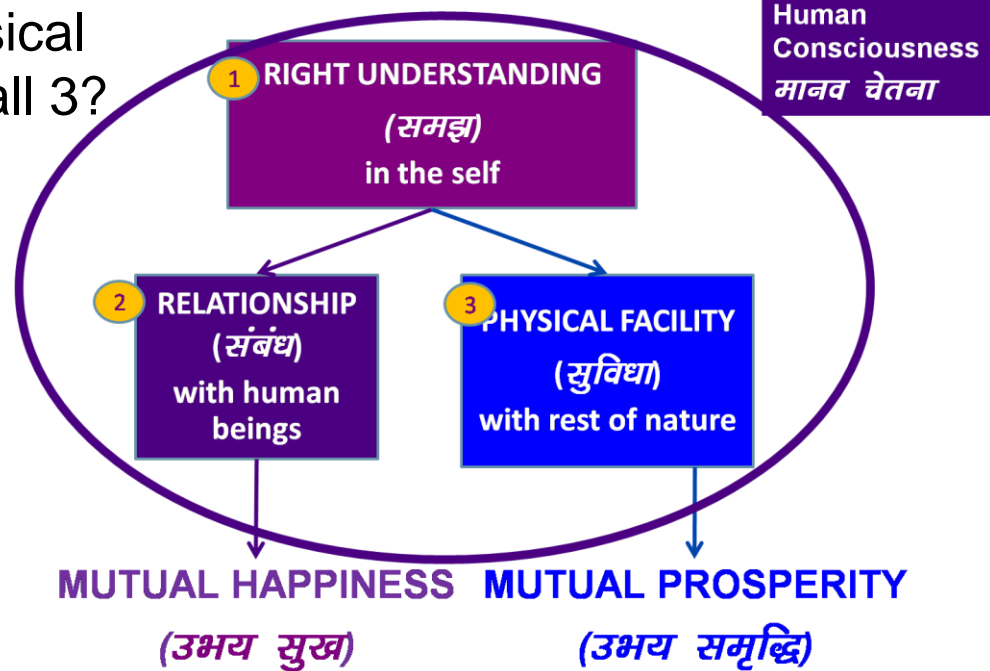 sical
all 3?
Human
Consciousness
मानव चेतना
1
RIGHT UNDERSTANDING
(समझ)
in the self
2
RELATIONSHIP
(संबंध)
with human
beings
3
PHYSICAL FACILITY
(सुविधा)
with rest of nature
MUTUAL HAPPINESS
(उभय सुख)
MUTUAL PROSPERITY
(उभय समृद्धि)